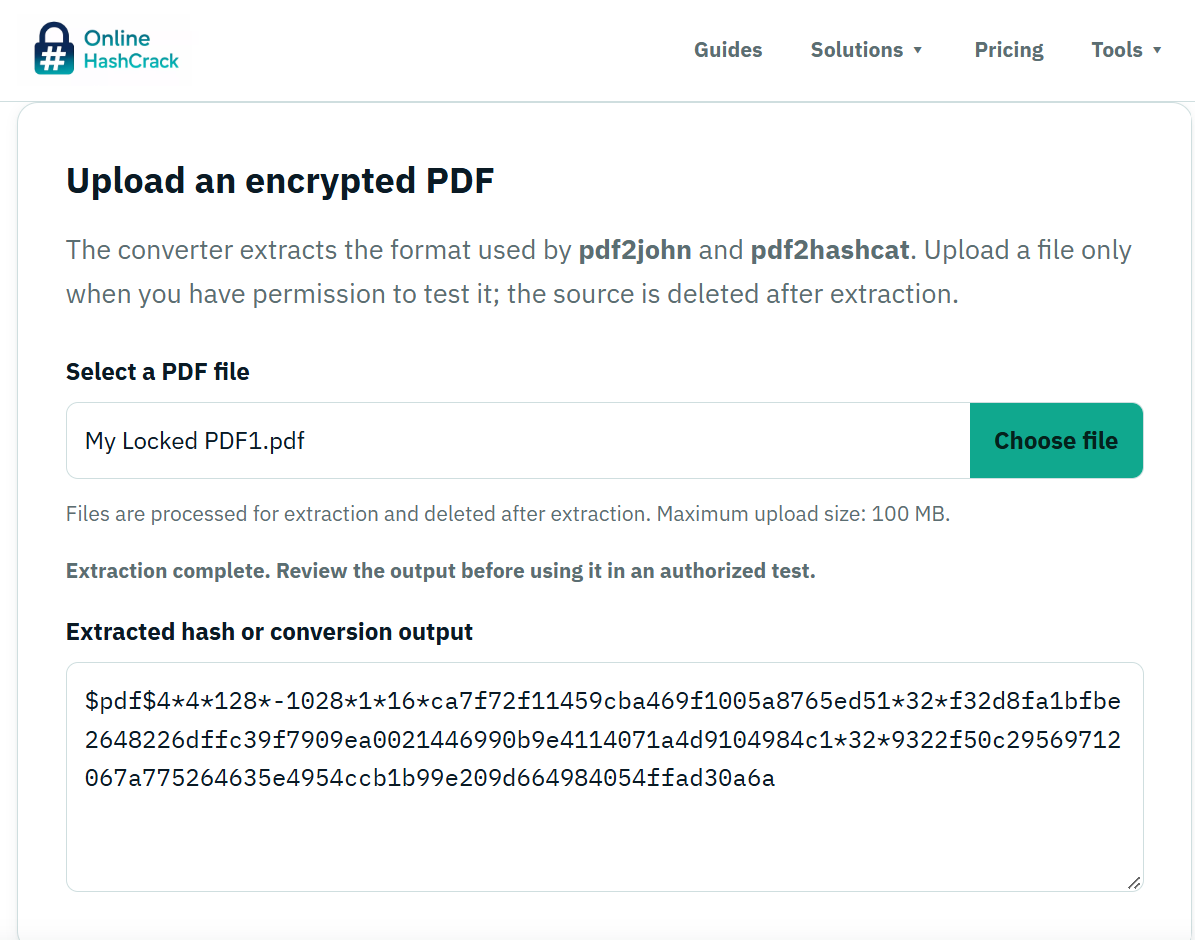 Online
HashCrack
Guides Solutions ▼ Pricing Tools ▼
Upload an encrypted PDF
The converter extracts the format used by pdf2john and pdf2hashcat. Upload a file only
when you have permission to test it; the source is deleted after extraction.
Select a PDF file
My Locked PDF1.pdf Choose file
Files are processed for extraction and deleted after extraction. Maximum upload size: 100 MB.
Extraction complete. Review the output before using it in an authorized test.
Extracted hash or conversion output
$pdf$4*4*128*-1028*1*16*ca7f72f11459cba469f1005a8765ed51*32*f32d8fa1bfbe
2648226dffc39f7909ea0021446990b9e4114071a4d9104984c1*32*9322f50c29569712
067a775264635e4954ccb1b99e209d664984054ffad30a6a